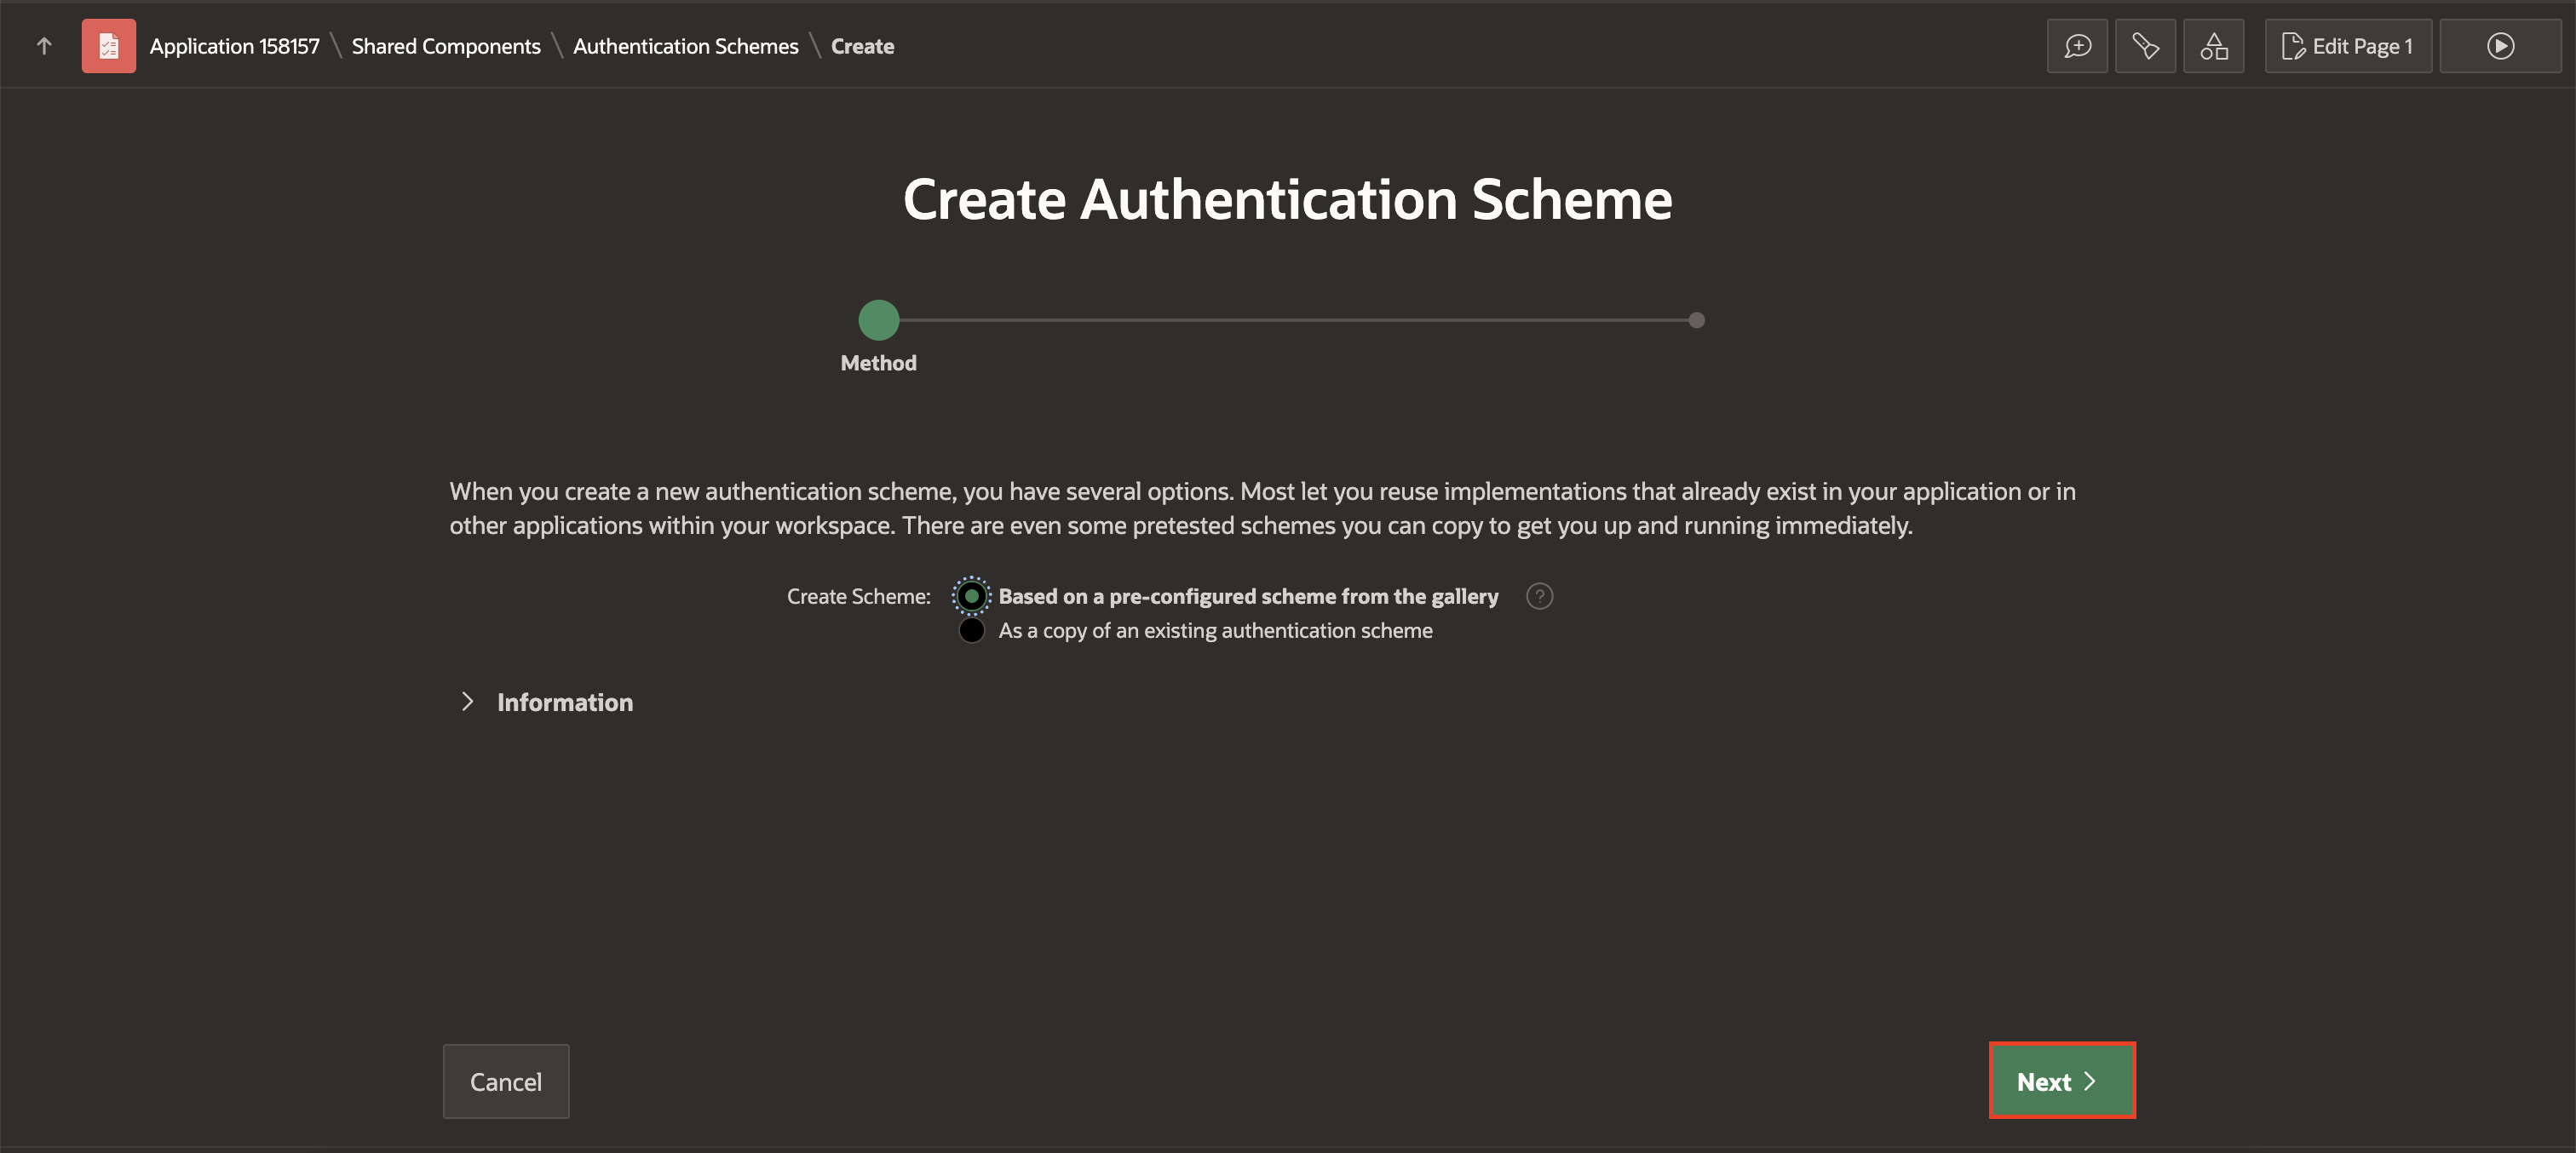 Application 158157 \ Shared Components \ Authentication Schemes \ Create
Edit Page 1
Create Authentication Scheme
Method
When you create a new authentication scheme, you have several options. Most let you reuse implementations that already exist in your application or in
other applications within your workspace. There are even some pretested schemes you can copy to get you up and running immediately.
Create Scheme: Based on a pre-configured scheme from the gallery ?
As a copy of an existing authentication scheme
Information
Cancel
Next